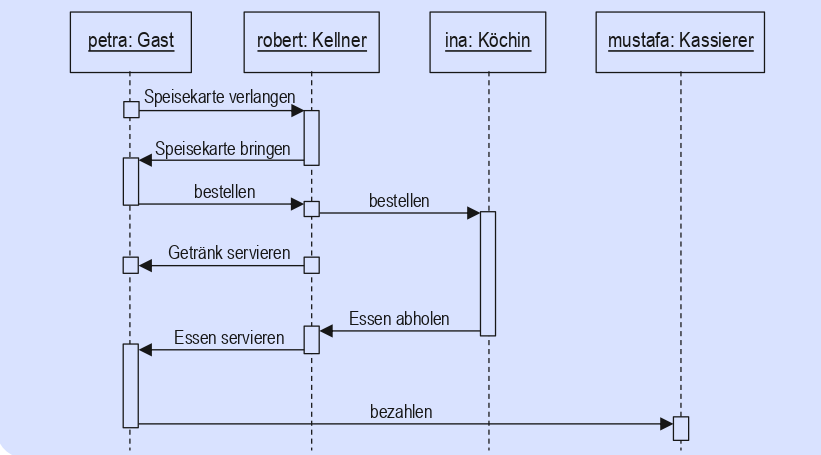 petra: Gast
robert: Kellner
ina: Köchin
mustafa: Kassierer
Speisekarte verlangen
Speisekarte bringen
bestellen
bestellen
Getränk servieren
Essen abholen
Essen servieren
bezahlen